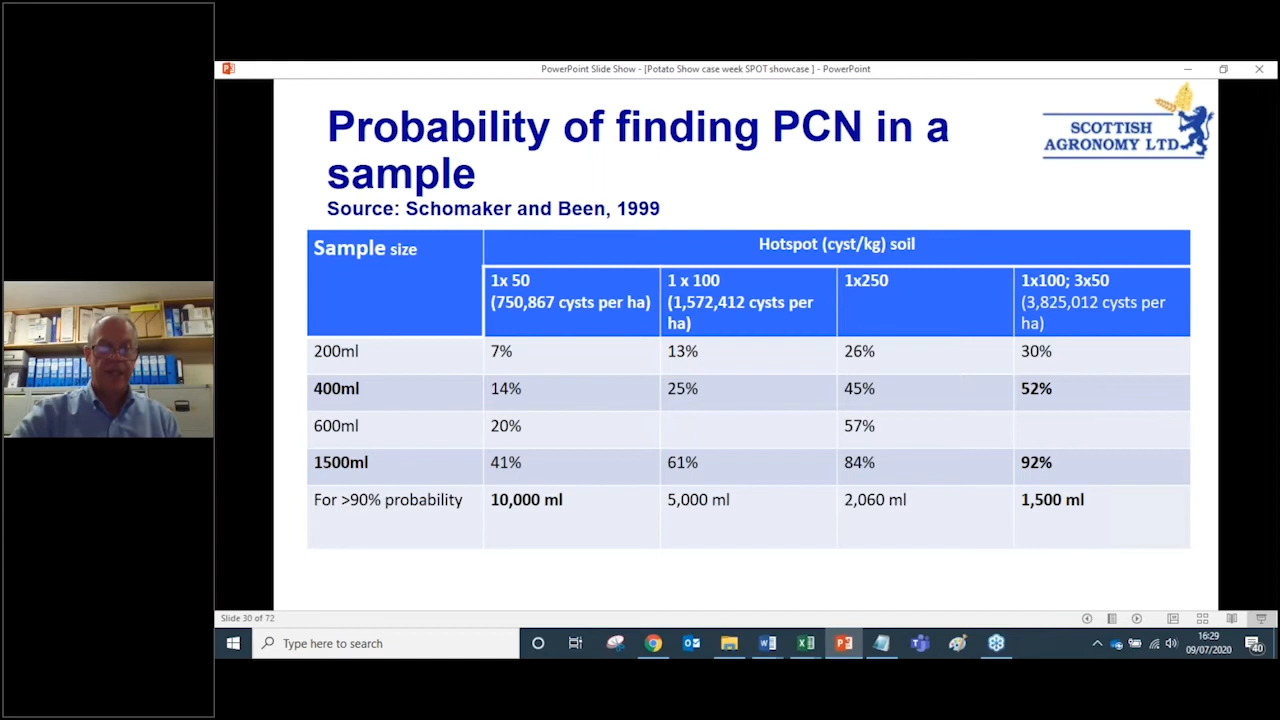 PowerPoint Slide Show - [Potato Show case week SPOT showcase ] - PowerPoint
Probability of finding PCN in a
sample
Source: Schomaker and Been, 1999
SCOTTISH
AGRONOMY LTD
Sample size
Hotspot (cyst/kg) soil
1x 50
(750,867 cysts per ha)
1 x 100
(1,572,412 cysts per
ha)
1x250
1x100; 3x50
(3,825,012 cysts per
ha)
200ml 7% 13% 26% 30%
400ml 14% 25% 45% 52%
600ml 20% 57%
1500ml 41% 61% 84% 92%
For >90% probability 10,000 ml 5,000 ml 2,060 ml 1,500 ml
Slide 30 of 72
Type here to search
16:29
09/07/2020
40